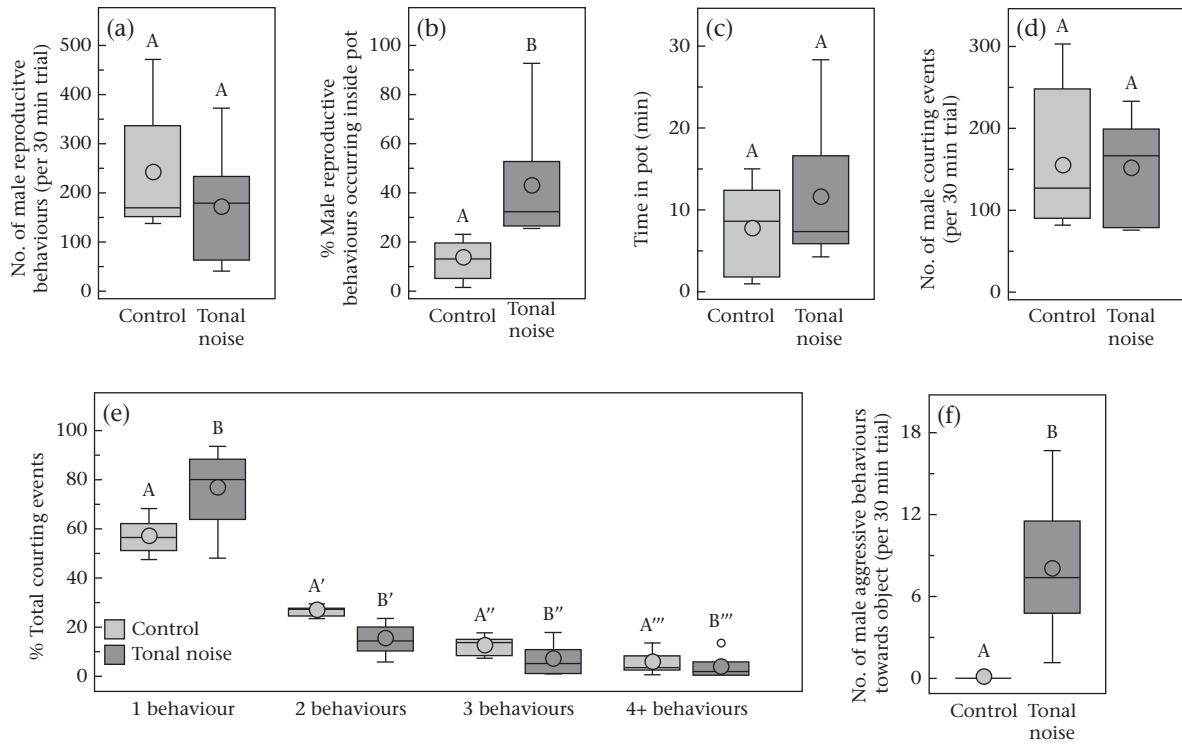 (a)
No. of male reproducitve
behaviours (per 30 min trial)
500
400
300
200
100
0
A
A
Control
Tonal
noise
(b)
% Male reproductive
behaviours occurring inside pot
100
80
60
40
20
0
A
B
Control
Tonal
noise
(c)
Time in pot (min)
30
20
10
0
A
A
Control
Tonal
noise
(d)
No. of male courting events
(per 30 min trial)
300
200
100
0
A
A
Control
Tonal
noise
(e)
% Total courting events
100
80
60
40
20
0
A
B
A′
B′
A′′
B′′
A′′′
B′′′
Control
Tonal noise
1 behaviour
2 behaviours
3 behaviours
4+ behaviours
(f)
No. of male aggressive behaviours
towards object (per 30 min trial)
18
12
6
0
A
B
Control
Tonal
noise